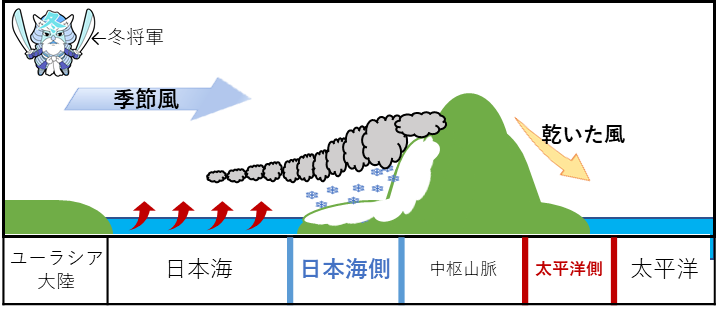 ←冬将軍
季節風
乾いた風
ユーラシア
大陸
日本海
日本海側
中枢山脈
太平洋側
太平洋